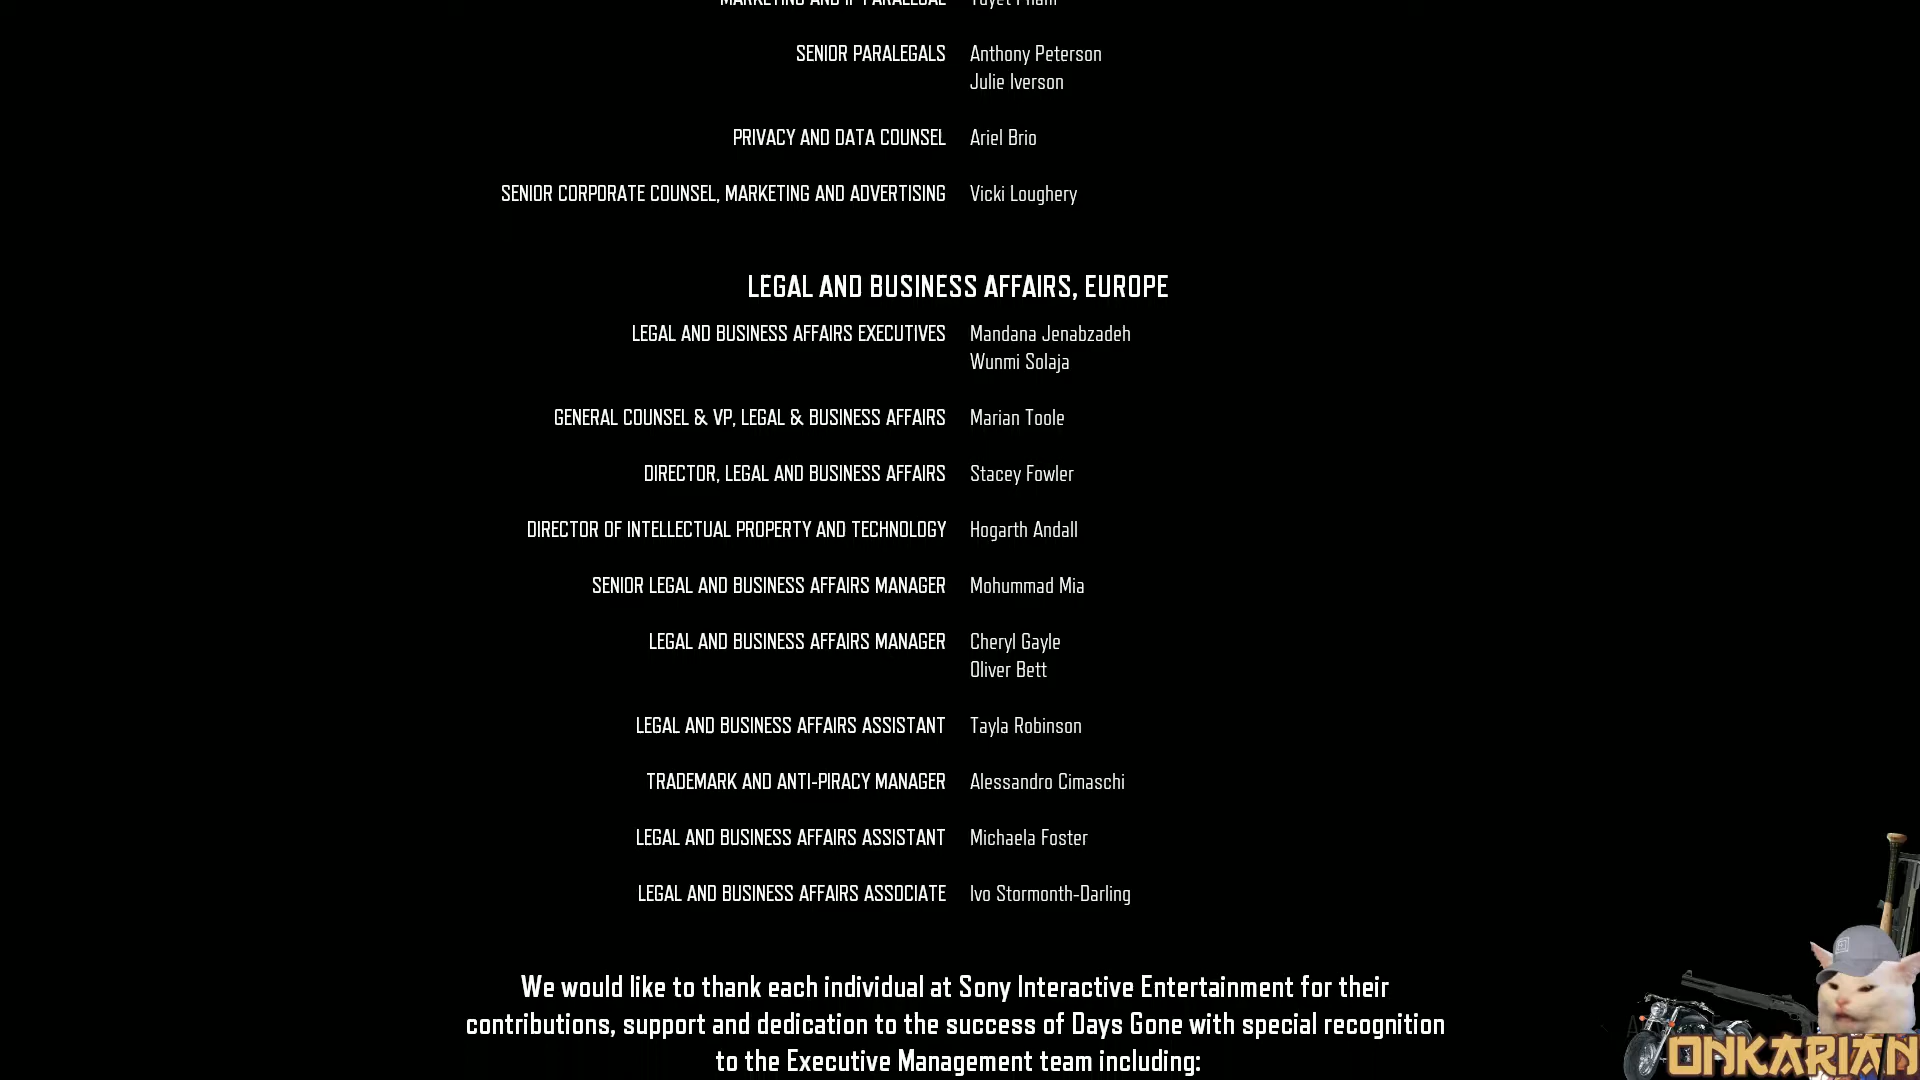 MARKETING AND IP PARALEGAL Tuyet Pham
SENIOR PARALEGALS Anthony Peterson
Julie Iverson
PRIVACY AND DATA COUNSEL Ariel Brio
SENIOR CORPORATE COUNSEL, MARKETING AND ADVERTISING Vicki Loughery
LEGAL AND BUSINESS AFFAIRS, EUROPE
LEGAL AND BUSINESS AFFAIRS EXECUTIVES Mandana Jenabzadeh
Wunmi Solaja
GENERAL COUNSEL & VP, LEGAL & BUSINESS AFFAIRS Marian Toole
DIRECTOR, LEGAL AND BUSINESS AFFAIRS Stacey Fowler
DIRECTOR OF INTELLECTUAL PROPERTY AND TECHNOLOGY Hogarth Andall
SENIOR LEGAL AND BUSINESS AFFAIRS MANAGER Mohummad Mia
LEGAL AND BUSINESS AFFAIRS MANAGER Cheryl Gayle
Oliver Bett
LEGAL AND BUSINESS AFFAIRS ASSISTANT Tayla Robinson
TRADEMARK AND ANTI-PIRACY MANAGER Alessandro Cimaschi
LEGAL AND BUSINESS AFFAIRS ASSISTANT Michaela Foster
LEGAL AND BUSINESS AFFAIRS ASSOCIATE Ivo Stormonth-Darling
We would like to thank each individual at Sony Interactive Entertainment for their
contributions, support and dedication to the success of Days Gone with special recognition
to the Executive Management team including:
ONKARIAN